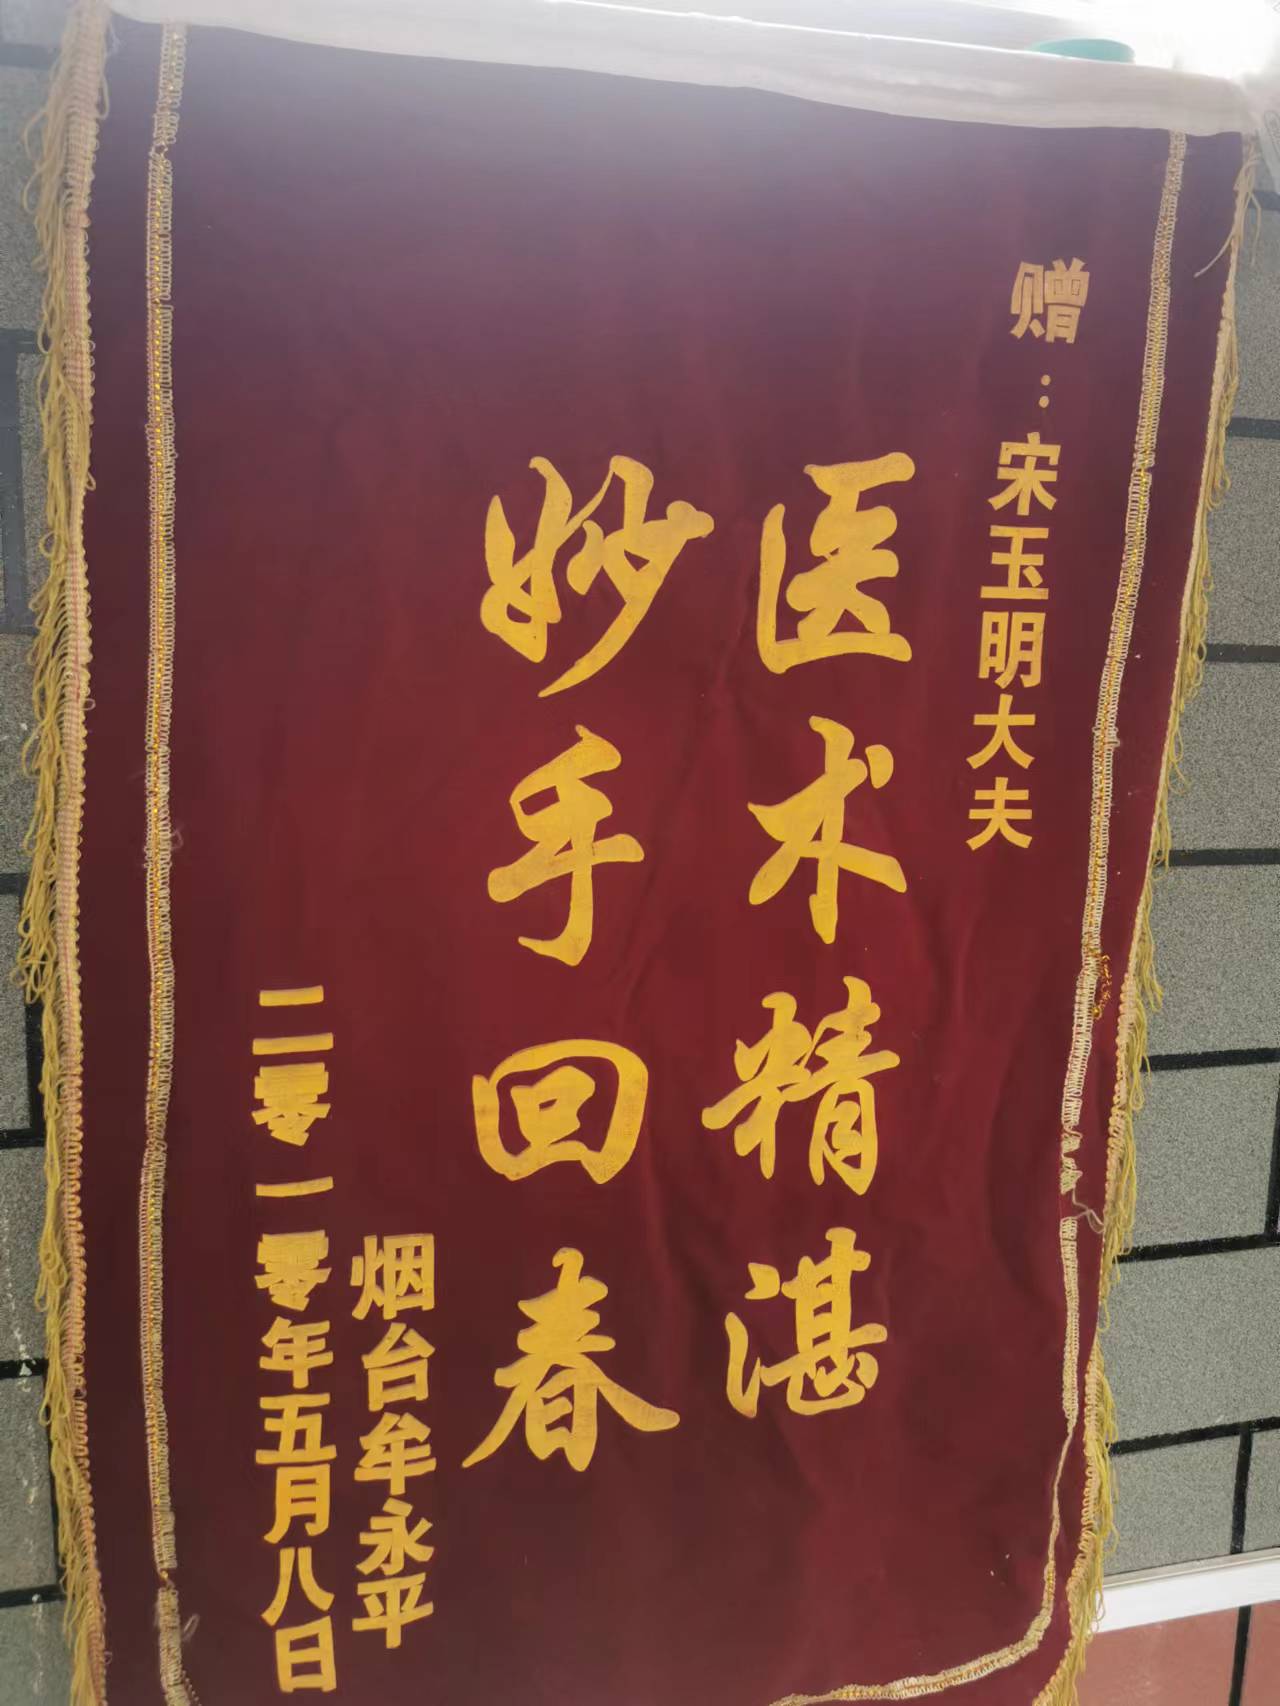 赠：宋玉明大夫
医术精湛
妙手回春
烟台牟永平
二零一零年五月八日